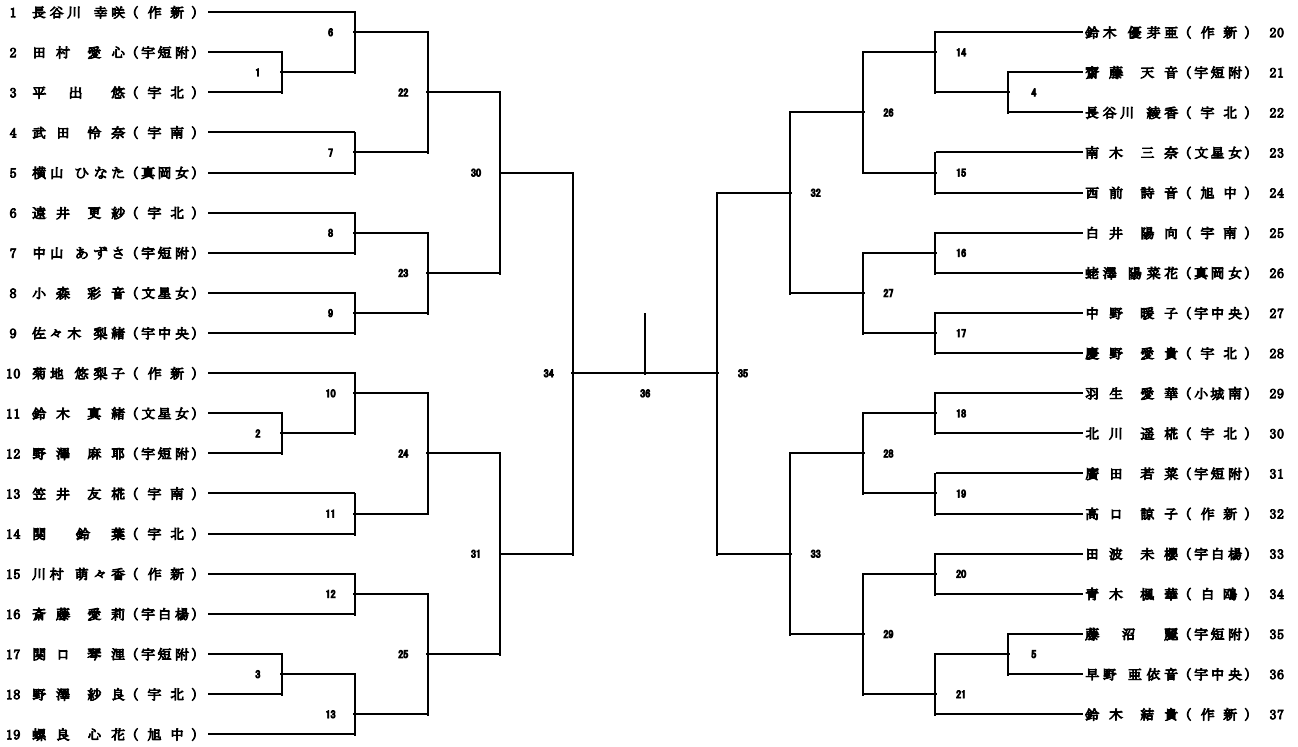 1 長谷川 幸咲 ( 作 新 )
2 田 村 愛 心 (宇短附)
3 平 出 悠 ( 宇 北 )
4 武 田 怜 奈 ( 宇 南 )
5 横山 ひなた (真岡女)
6 遠 井 更 紗 ( 宇 北 )
7 中山 あずさ (宇短附)
8 小 森 彩 音 (文星女)
9 佐々木 梨緒 (宇中央)
10 菊地 悠梨子 ( 作 新 )
11 鈴 木 真 緒 (文星女)
12 野 澤 麻 耶 (宇短附)
13 笠 井 友 椛 ( 宇 南 )
14 関 鈴 葉 ( 宇 北 )
15 川村 萌々香 ( 作 新 )
16 斎 藤 愛 莉 (宇白楊)
17 関 口 琴 浬 (宇短附)
18 野 澤 紗 良 ( 宇 北 )
19 螺 良 心 花 ( 旭 中 )
1
2
3
6
7
8
9
10
11
12
13
22
23
24
25
30
31
34
36
35
32
33
26
27
28
29
14
15
16
17
18
19
20
21
4
5
鈴木 優芽亜 ( 作 新 ) 20
齋 藤 天 音 (宇短附) 21
長谷川 綾香 ( 宇 北 ) 22
南 木 三 奈 (文星女) 23
西 前 詩 音 ( 旭 中 ) 24
白 井 陽 向 ( 宇 南 ) 25
蛯澤 陽菜花 (真岡女) 26
中 野 暖 子 (宇中央) 27
慶 野 愛 貴 ( 宇 北 ) 28
羽 生 愛 華 (小城南) 29
北 川 遥 椛 ( 宇 北 ) 30
廣 田 若 菜 (宇短附) 31
高 口 諒 子 ( 作 新 ) 32
田 波 未 櫻 (宇白楊) 33
青 木 楓 華 ( 白 鴎 ) 34
藤 沼 麗 (宇短附) 35
早野 亜依音 (宇中央) 36
鈴 木 結 貴 ( 作 新 ) 37